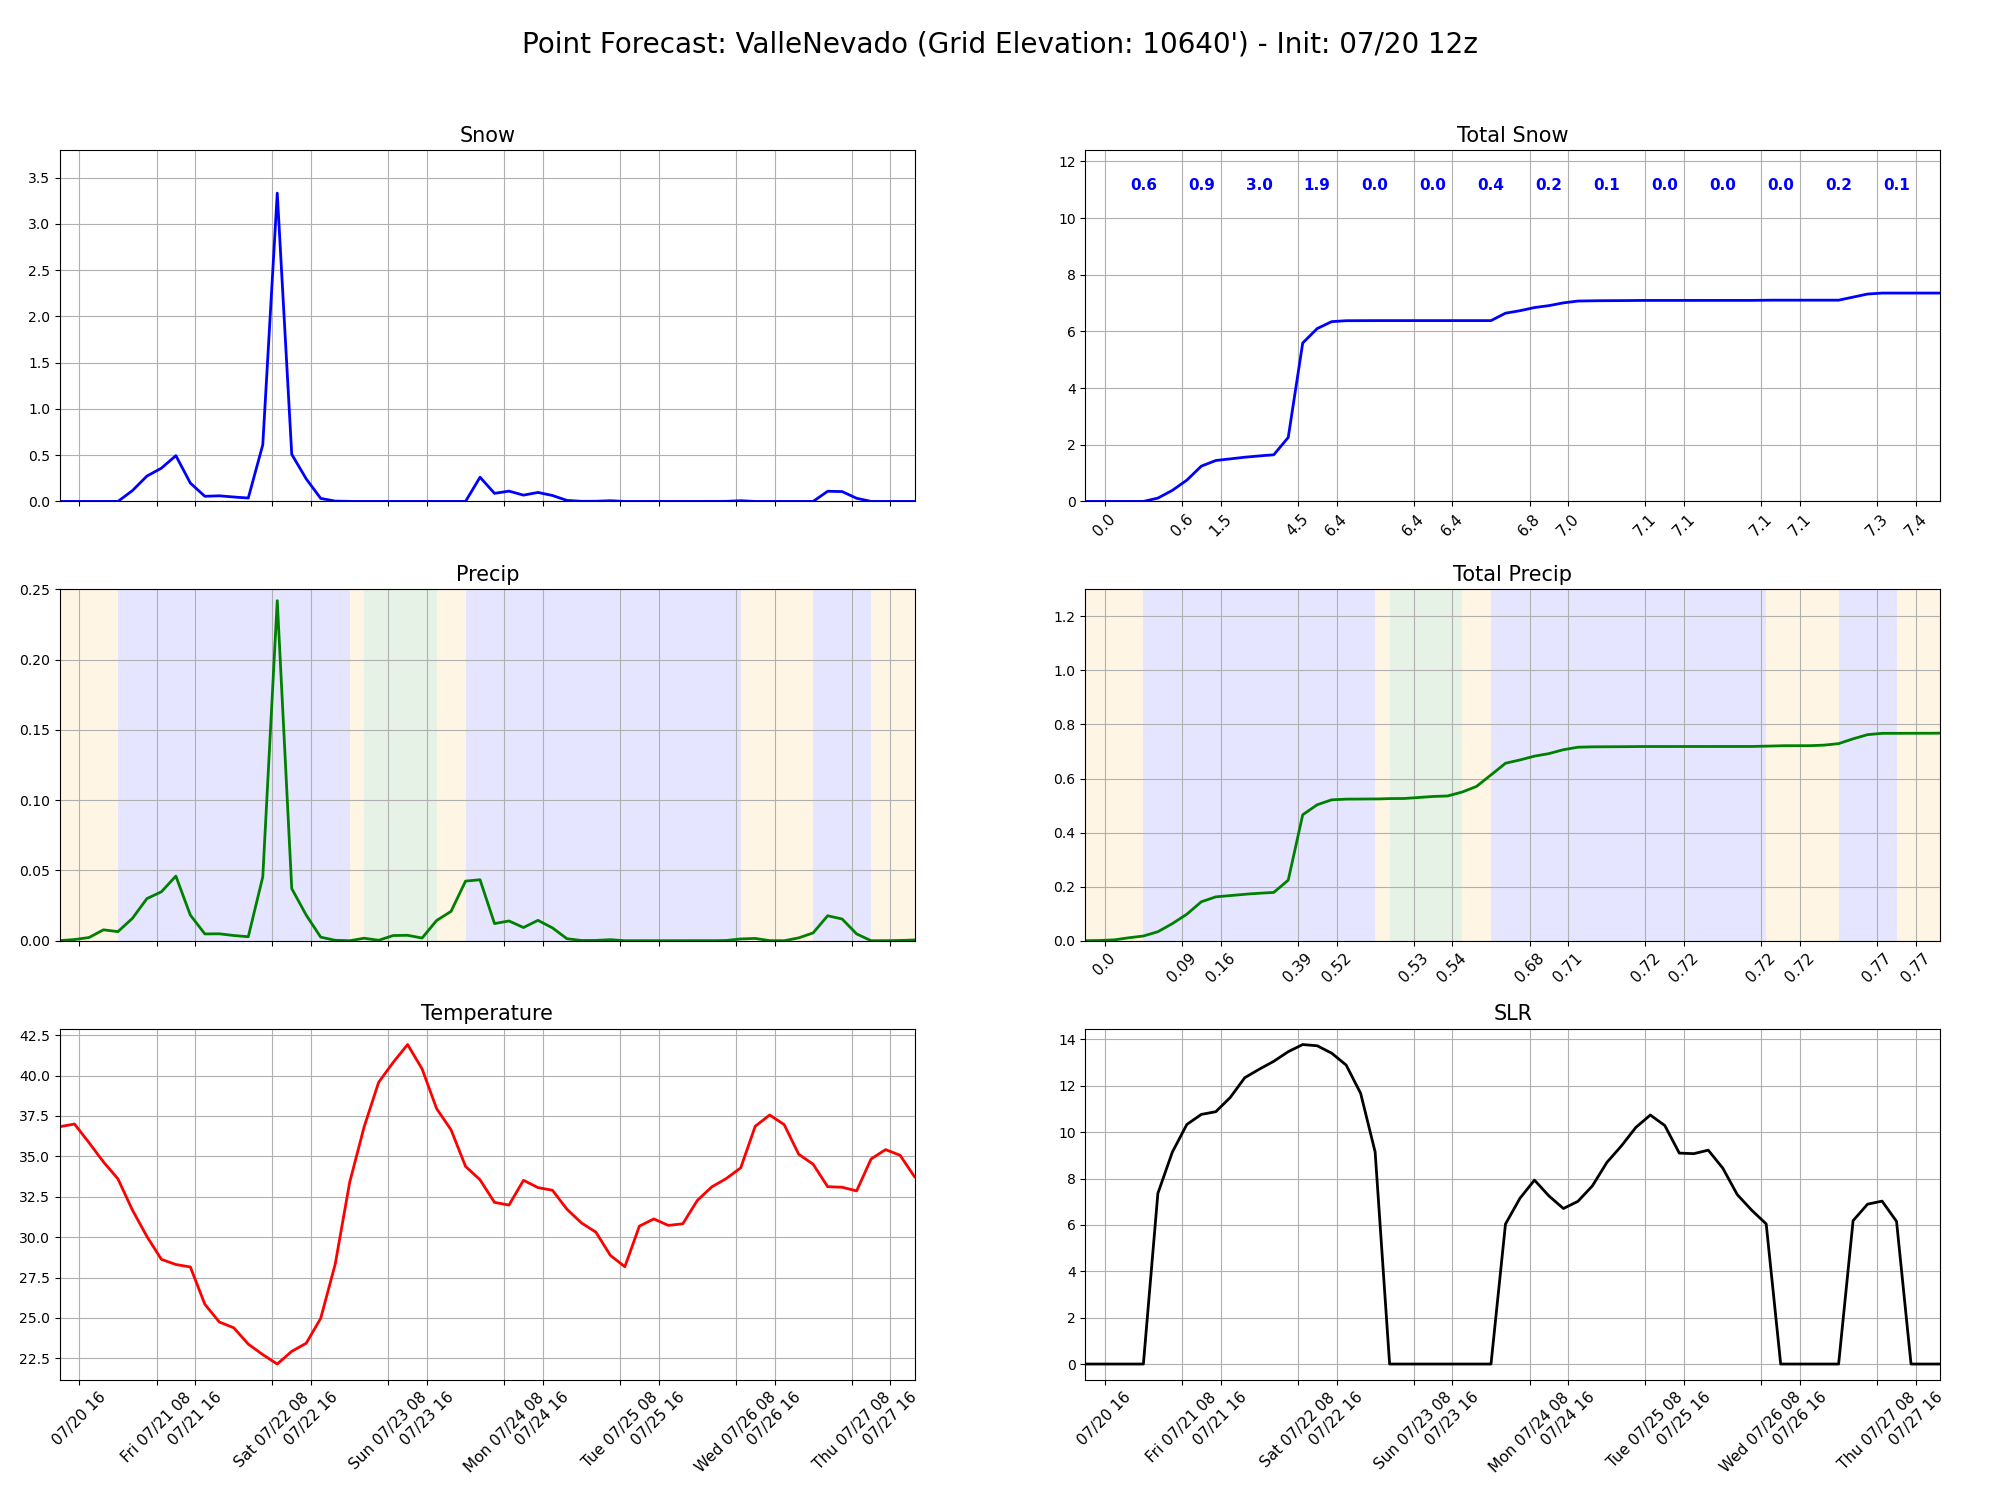 Point Forecast: ValleNevado (Grid Elevation: 10640') - Init: 07/20 12z
Snow
3.5
3.0
2.5
2.0
1.5
1.0
0.5
0.0
Total Snow
12
10
8
6
4
2
0
0.6 0.9 3.0 1.9 0.0 0.0 0.4 0.2 0.1 0.0 0.0 0.0 0.2 0.1
0.0 0.6 1.5 4.5 6.4 6.4 6.4 6.8 7.0 7.1 7.1 7.1 7.1 7.3 7.4
Precip
0.25
0.20
0.15
0.10
0.05
0.00
Total Precip
1.2
1.0
0.8
0.6
0.4
0.2
0.0
0.0 0.09 0.16 0.39 0.52 0.53 0.54 0.68 0.71 0.72 0.72 0.72 0.72 0.77 0.77
Temperature
42.5
40.0
37.5
35.0
32.5
30.0
27.5
25.0
22.5
07/20 16
Fri 07/21 08
07/21 16
Sat 07/22 08
07/22 16
Sun 07/23 08
07/23 16
Mon 07/24 08
07/24 16
Tue 07/25 08
07/25 16
Wed 07/26 08
07/26 16
Thu 07/27 08
07/27 16
SLR
14
12
10
8
6
4
2
0
07/20 16
Fri 07/21 08
07/21 16
Sat 07/22 08
07/22 16
Sun 07/23 08
07/23 16
Mon 07/24 08
07/24 16
Tue 07/25 08
07/25 16
Wed 07/26 08
07/26 16
Thu 07/27 08
07/27 16